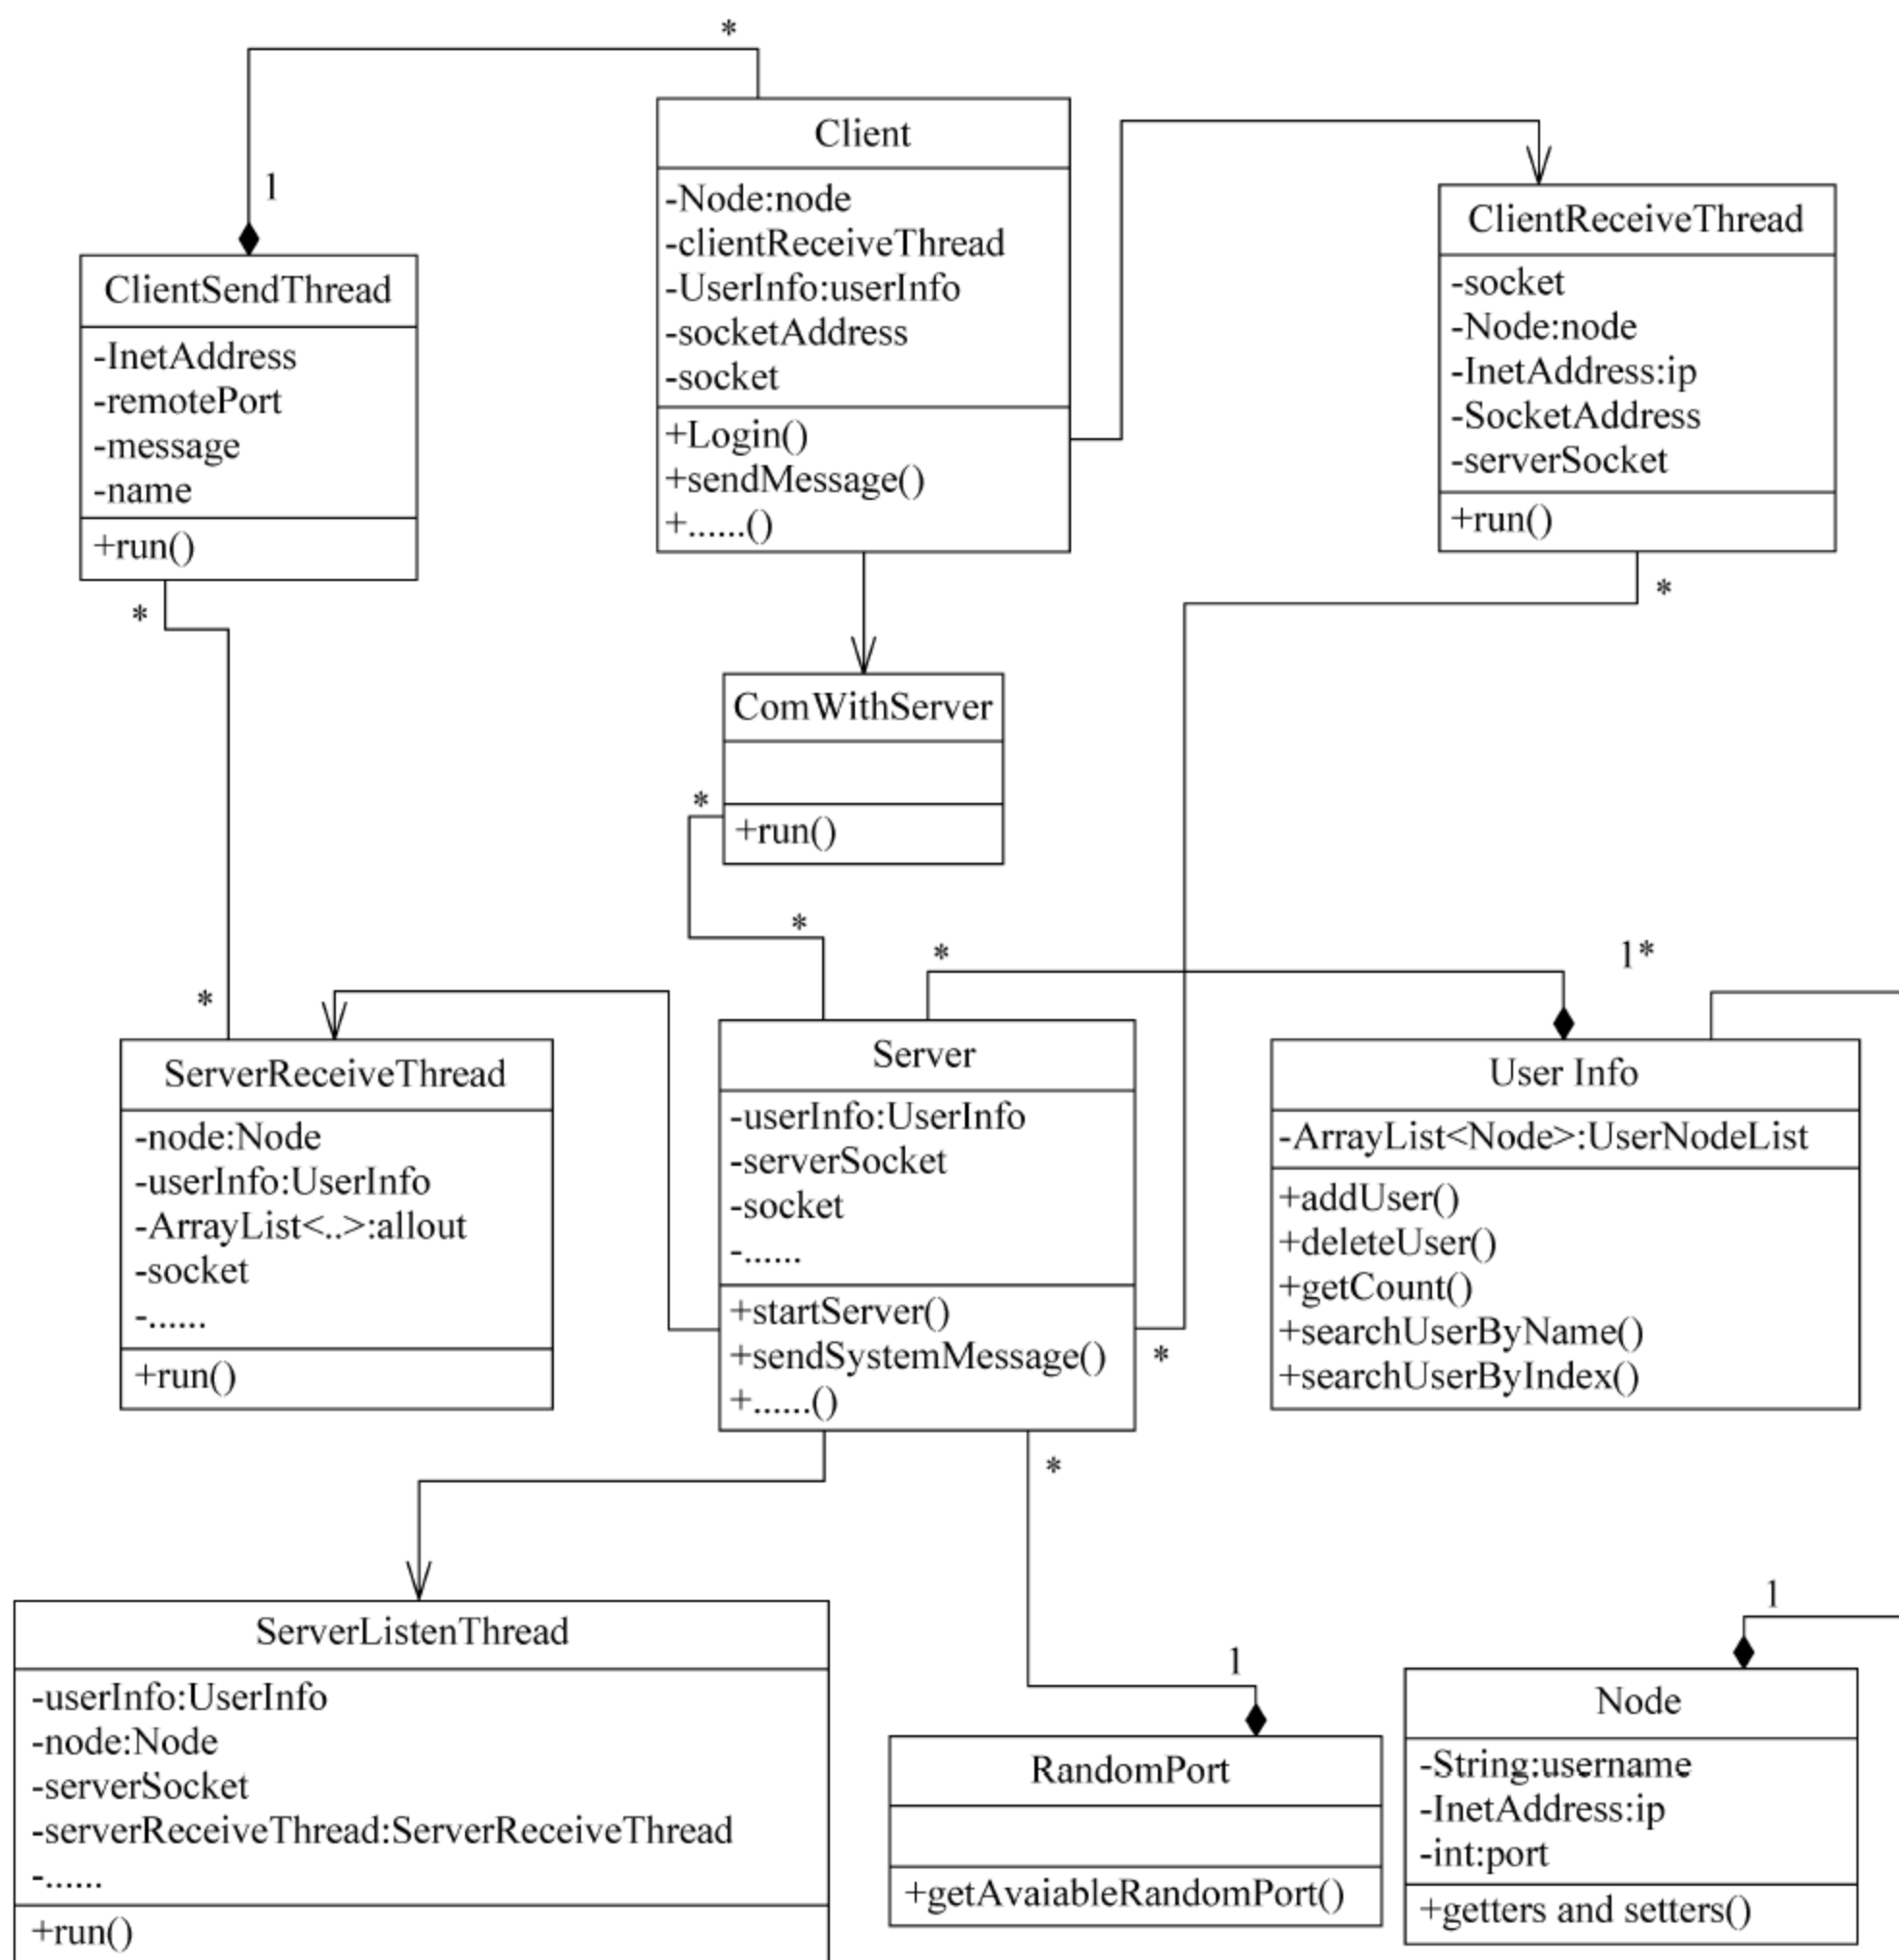 *
1
Client
-Node:node
-clientReceiveThread
-UserInfo:userInfo
-socketAddress
-socket
+Login()
+sendMessage()
+......()
ClientReceiveThread
-socket
-Node:node
-InetAddress:ip
-SocketAddress
-serverSocket
+run()
*
ClientSendThread
-InetAddress
-remotePort
-message
-name
+run()
*
*
ComWithServer
+run()
*
*
*
1*
ServerReceiveThread
-node:Node
-userInfo:UserInfo
-ArrayList<..>:allout
-socket
-......
+run()
Server
-userInfo:UserInfo
-serverSocket
-socket
-......
+startServer()
+sendSystemMessage()
+......()
*
*
User Info
-ArrayList<Node>:UserNodeList
+addUser()
+deleteUser()
+getCount()
+searchUserByName()
+searchUserByIndex()
ServerListenThread
-userInfo:UserInfo
-node:Node
-serverSocket
-serverReceiveThread:ServerReceiveThread
-......
+run()
1
RandomPort
+getAvaiableRandomPort()
1
Node
-String:username
-InetAddress:ip
-int:port
+getters and setters()